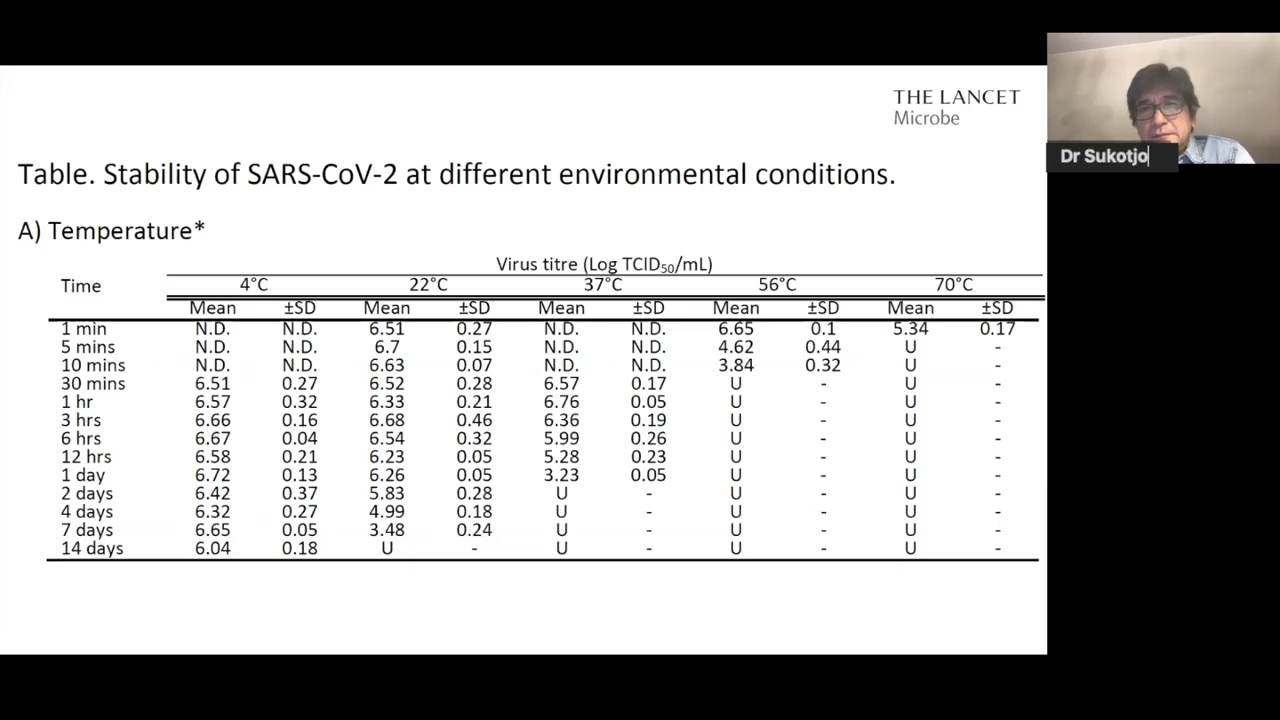 THE LANCET
Microbe
Dr Sukotjo
Table. Stability of SARS-CoV-2 at different environmental conditions.
A) Temperature*
Virus titre (Log TCID50/mL)
Time 4°C 22°C 37°C 56°C 70°C
Mean ±SD Mean ±SD Mean ±SD Mean ±SD Mean ±SD
1 min N.D. N.D. 6.51 0.27 N.D. N.D. 6.65 0.1 5.34 0.17
5 mins N.D. N.D. 6.7 0.15 N.D. N.D. 4.62 0.44 U -
10 mins N.D. N.D. 6.63 0.07 N.D. N.D. 3.84 0.32 U -
30 mins 6.51 0.27 6.52 0.28 6.57 0.17 U - U -
1 hr 6.57 0.32 6.33 0.21 6.76 0.05 U - U -
3 hrs 6.66 0.16 6.68 0.46 6.36 0.19 U - U -
6 hrs 6.67 0.04 6.54 0.32 5.99 0.26 U - U -
12 hrs 6.58 0.21 6.23 0.05 5.28 0.23 U - U -
1 day 6.72 0.13 6.26 0.05 3.23 0.05 U - U -
2 days 6.42 0.37 5.83 0.28 U - U - U -
4 days 6.32 0.27 4.99 0.18 U - U - U -
7 days 6.65 0.05 3.48 0.24 U - U - U -
14 days 6.04 0.18 U - U - U - U -